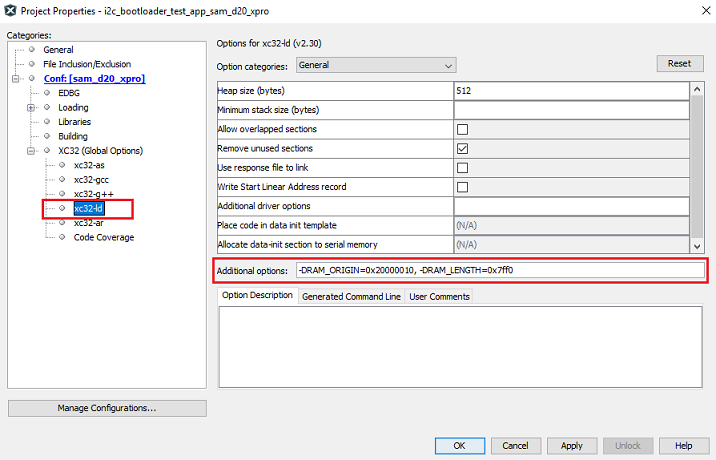 Project Properties - i2c_bootloader_test_app_sam_d20_xpro
Categories:
General
File Inclusion/Exclusion
Conf: [sam_d20_xpro]
EDBG
Loading
Libraries
Building
XC32 (Global Options)
xc32-as
xc32-gcc
xc32-g++
xc32-ld
xc32-ar
Code Coverage
Manage Configurations...
Options for xc32-ld (v2.30)
Option categories: General Reset
Heap size (bytes) 512
Minimum stack size (bytes)
Allow overlapped sections
Remove unused sections
Use response file to link
Write Start Linear Address record
Additional driver options
Place code in data init template (N/A)
Allocate data-init section to serial memory (N/A)
Additional options: -DRAM_ORIGIN=0x20000010, -DRAM_LENGTH=0x7ff0
Option Description Generated Command Line User Comments
OK Cancel Apply Unlock Help